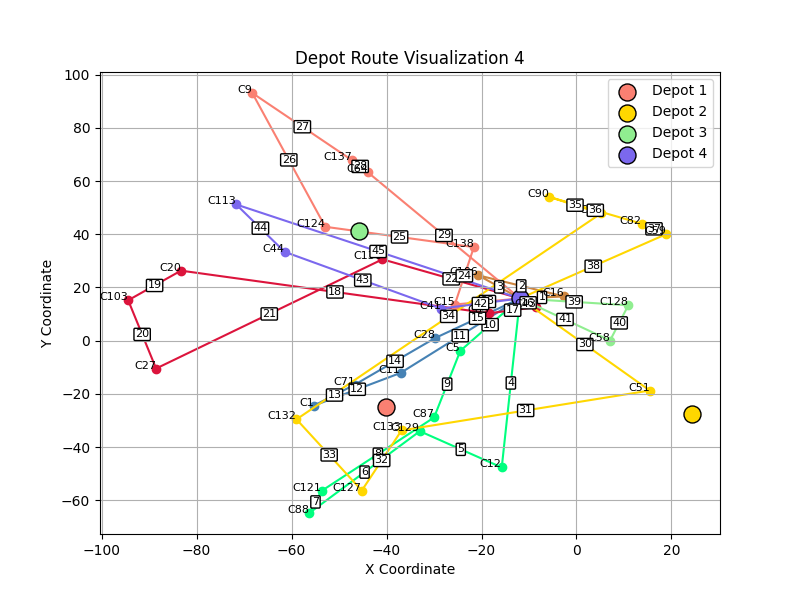 Depot Route Visualization 4
Depot 1
Depot 2
Depot 3
Depot 4
Y Coordinate
X Coordinate
100
80
60
40
20
0
−20
−40
−60
−100
−80
−60
−40
−20
0
20
C9
27
C137
26
C113
C90
35
36
C82
C124
44
25
29
C138
C44
45
38
C20
24
43
3
2
C103
19
18
C41
C15
42
1
C16
39
C128
21
34
15
17
41
40
20
C28
11
10
C58
30
C27
14
C5
C11
C71
12
9
4
C51
C1
13
C132
C87
31
C133
C129
33
8
32
5
6
C12
C121
C127
7
C88